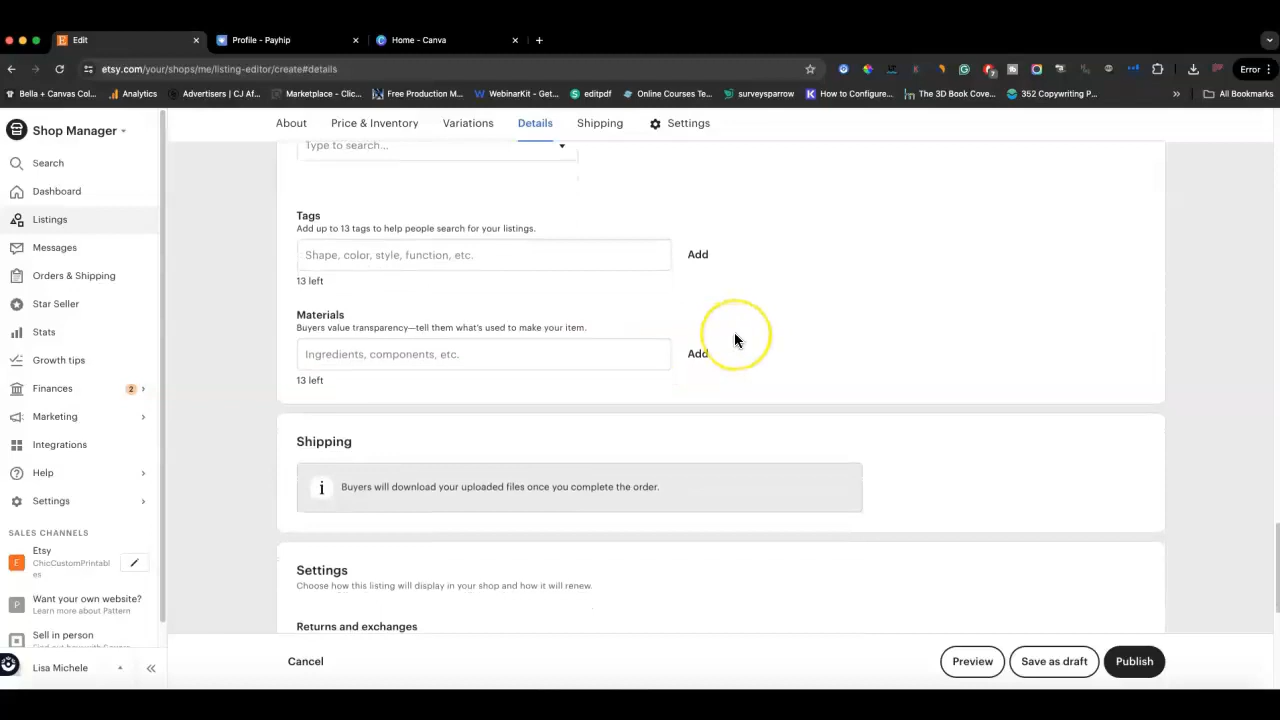 Edit
Profile - Payhip
Home - Canva
etsy.com/your/shops/me/listing-editor/create#details
Error
Bella + Canvas Col...
Analytics
Advertisers | CJ Af...
Marketplace - Clic...
Free Production M...
WebinarKit - Get...
editpdf
Online Courses Te...
surveysparrow
How to Configure...
The 3D Book Cove...
352 Copywriting P...
All Bookmarks
Shop Manager
About
Price & Inventory
Variations
Details
Shipping
Settings
Search
Dashboard
Listings
Messages
Orders & Shipping
Star Seller
Stats
Growth tips
Finances
2
Marketing
Integrations
Help
Settings
SALES CHANNELS
Etsy
ChicCustomPrintabl
es
Want your own website?
Learn more about Pattern
Sell in person
Lisa Michele
Type to search...
Tags
Add up to 13 tags to help people search for your listings.
Shape, color, style, function, etc.
Add
13 left
Materials
Buyers value transparency—tell them what's used to make your item.
Ingredients, components, etc.
Add
13 left
Shipping
Buyers will download your uploaded files once you complete the order.
Settings
Choose how this listing will display in your shop and how it will renew.
Returns and exchanges
Cancel
Preview
Save as draft
Publish